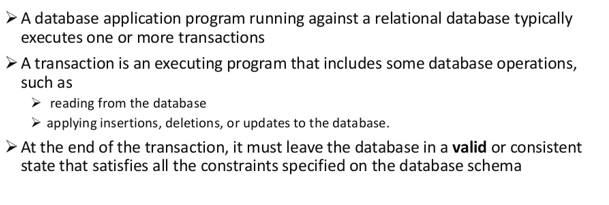 ➢ A database application program running against a relational database typically
executes one or more transactions
➢ A transaction is an executing program that includes some database operations,
such as
➢ reading from the database
➢ applying insertions, deletions, or updates to the database.
➢ At the end of the transaction, it must leave the database in a valid or consistent
state that satisfies all the constraints specified on the database schema